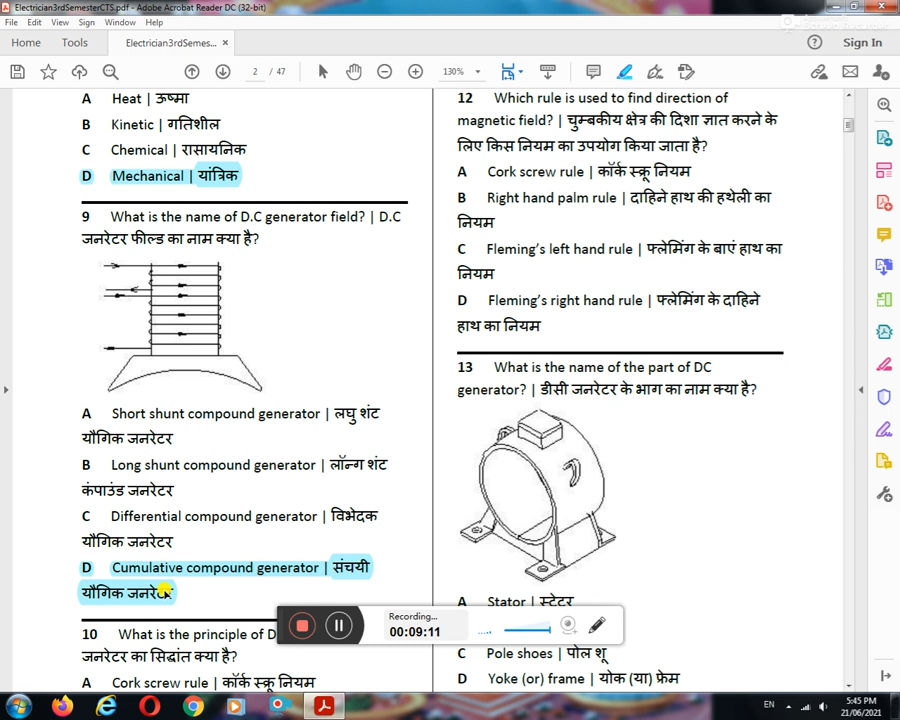 Electrician3rdSemesterCTS.pdf - Adobe Acrobat Reader DC (32-bit)
File Edit View Sign Window Help
Home Tools Electrician3rdSemes... × Sign In
2 / 47 130%
A Heat | ऊष्मा
B Kinetic | गतिशील
C Chemical | रासायनिक
D Mechanical | यांत्रिक
9 What is the name of D.C generator field? | D.C
जनरेटर फील्ड का नाम क्या है?
A Short shunt compound generator | लघु शंट
यौगिक जनरेटर
B Long shunt compound generator | लॉन्ग शंट
कंपाउंड जनरेटर
C Differential compound generator | विभेदक
यौगिक जनरेटर
D Cumulative compound generator | संचयी
यौगिक जनरेटर
10 What is the principle of D
जनरेटर का सिद्धांत क्या है?
A Cork screw rule | कॉर्क स्क्रू नियम
12 Which rule is used to find direction of
magnetic field? | चुम्बकीय क्षेत्र की दिशा ज्ञात करने के
लिए किस नियम का उपयोग किया जाता है?
A Cork screw rule | कॉर्क स्क्रू नियम
B Right hand palm rule | दाहिने हाथ की हथेली का
नियम
C Fleming's left hand rule | फ्लेमिंग के बाएं हाथ का
नियम
D Fleming's right hand rule | फ्लेमिंग के दाहिने
हाथ का नियम
13 What is the name of the part of DC
generator? | डीसी जनरेटर के भाग का नाम क्या है?
A Stator | स्टेटर
C Pole shoes | पोल शू
D Yoke (or) frame | योक (या) फ्रेम
Recording...
00:09:11
EN 5:45 PM
21/06/2021